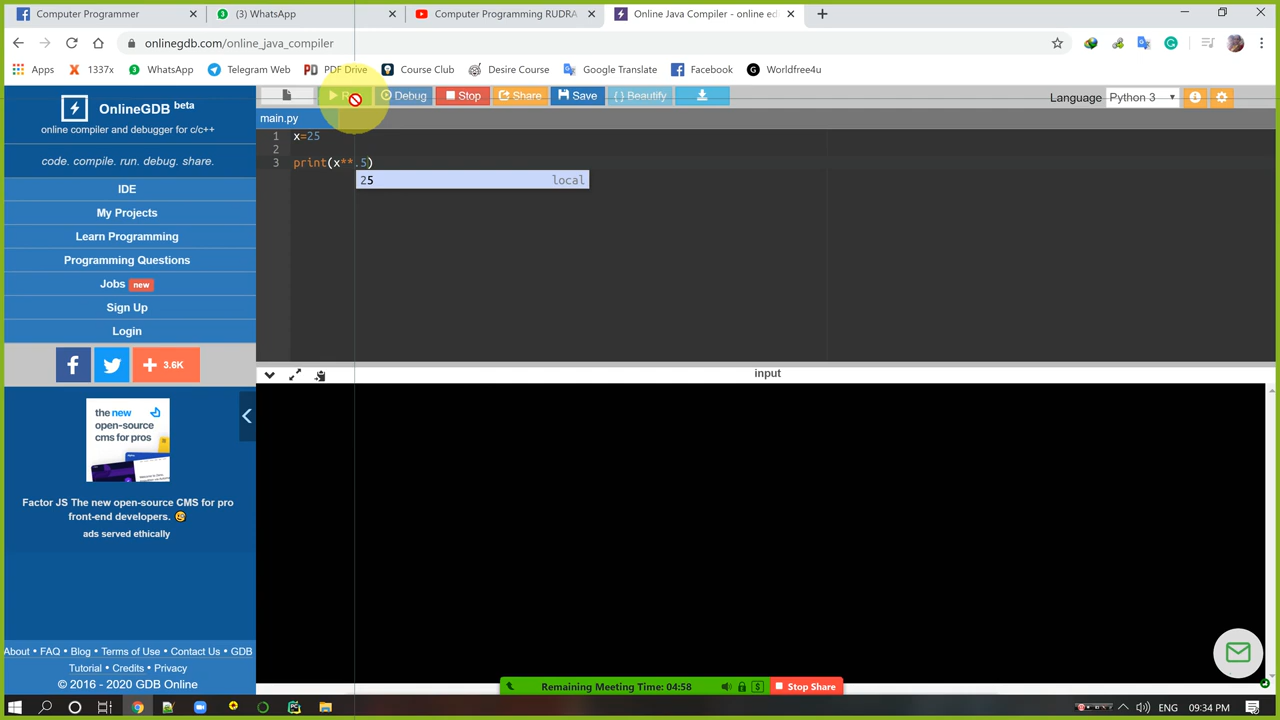 Computer Programmer
(3) WhatsApp
Computer Programming RUDRA
Online Java Compiler - online ed
onlinegdb.com/online_java_compiler
Apps
1337x
WhatsApp
Telegram Web
PDF Drive
Course Club
Desire Course
Google Translate
Facebook
Worldfree4u
OnlineGDB beta
online compiler and debugger for c/c++
code. compile. run. debug. share.
IDE
My Projects
Learn Programming
Programming Questions
Jobs new
Sign Up
Login
3.6K
the new
open-source
cms for pros
Factor JS The new open-source CMS for pro
front-end developers.
ads served ethically
About • FAQ • Blog • Terms of Use • Contact Us • GDB
Tutorial • Credits • Privacy
© 2016 - 2020 GDB Online
Debug
Stop
Share
Save
{ } Beautify
Language Python 3
main.py
1 x=25
2
3 print(x**.5)
25 local
input
Remaining Meeting Time: 04:58
Stop Share
ENG
09:34 PM